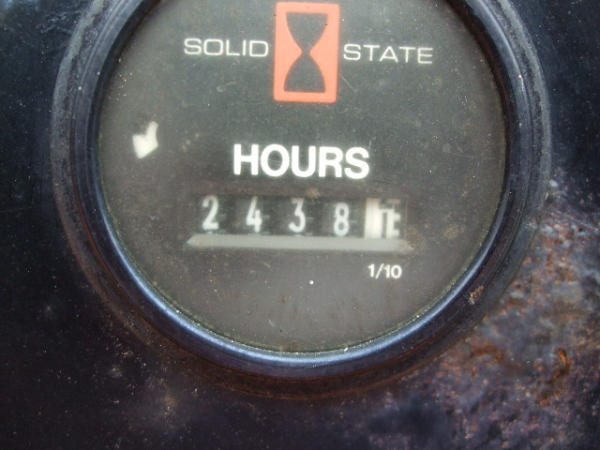 SOLID STATE
HOURS
2438
1/10